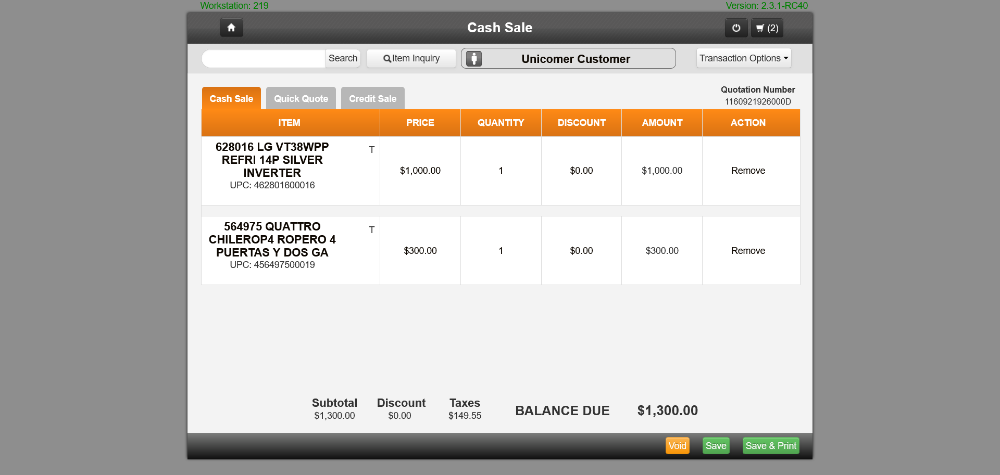 Workstation: 219
Version: 2.3.1-RC40
Cash Sale
(2)
Search
Item Inquiry
Unicomer Customer
Transaction Options
Cash Sale
Quick Quote
Credit Sale
Quotation Number
1160921926000D
ITEM
PRICE
QUANTITY
DISCOUNT
AMOUNT
ACTION
628016 LG VT38WPP
REFRI 14P SILVER
INVERTER
UPC: 462801600016
T
$1,000.00
1
$0.00
$1,000.00
Remove
564975 QUATTRO
CHILEROP4 ROPERO 4
PUERTAS Y DOS GA
UPC: 456497500019
T
$300.00
1
$0.00
$300.00
Remove
Subtotal
$1,300.00
Discount
$0.00
Taxes
$149.55
BALANCE DUE
$1,300.00
Void
Save
Save & Print